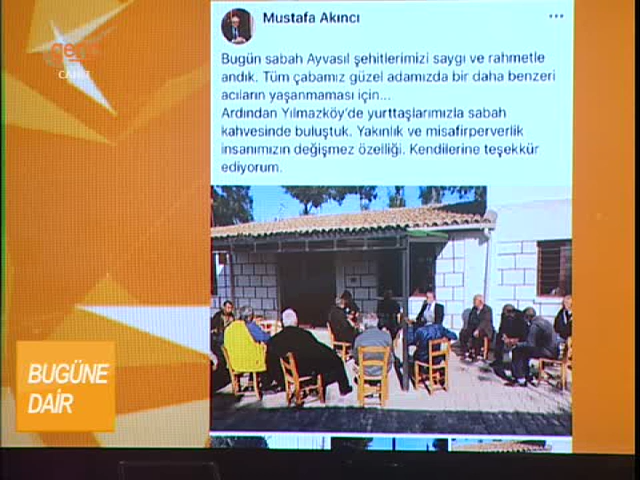 Mustafa Akıncı
Bugün sabah Ayvasıl şehitlerimizi saygı ve rahmetle
andık. Tüm çabamız güzel adamızda bir daha benzeri
acıların yaşanmaması için...
Ardından Yılmazköy'de yurttaşlarımızla sabah
kahvesinde buluştuk. Yakınlık ve misafirperverlik
insanımızın değişmez özelliği. Kendilerine teşekkür
ediyorum.
BUGÜNE
DAİR